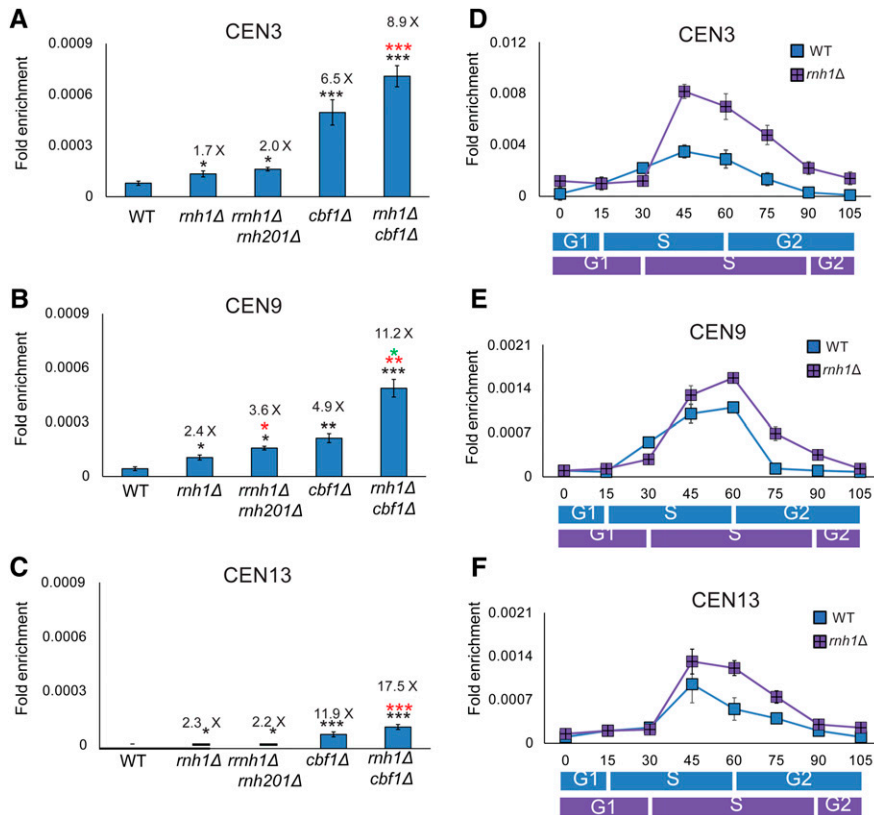 A
CEN3
8.9 X
0.0009
***
***
6.5 X
***
0.0006
Fold enrichment
0.0003
1.7 X
*
2.0 X
*
0
WT
rnh1Δ
rrnh1Δ
rnh201Δ
cbf1Δ
rnh1Δ
cbf1Δ
B
CEN9
0.0009
11.2 X
*
**
***
0.0006
Fold enrichment
4.9 X
**
3.6 X
*
*
0.0003
2.4 X
*
0
WT
rnh1Δ
rrnh1Δ
rnh201Δ
cbf1Δ
rnh1Δ
cbf1Δ
C
CEN13
0.0009
0.0006
Fold enrichment
0.0003
17.5 X
***
***
11.9 X
***
2.3 X
*
2.2 X
*
0
WT
rnh1Δ
rrnh1Δ
rnh201Δ
cbf1Δ
rnh1Δ
cbf1Δ
D
CEN3
WT
rnh1Δ
0.012
0.008
Fold enrichment
0.004
0
0 15 30 45 60 75 90 105
G1 S G2
G1 S G2
E
CEN9
WT
rnh1Δ
0.0021
0.0014
Fold enrichment
0.0007
0
0 15 30 45 60 75 90 105
G1 S G2
G1 S G2
F
CEN13
WT
rnh1Δ
0.0021
0.0014
Fold enrichment
0.0007
0
0 15 30 45 60 75 90 105
G1 S G2
G1 S G2